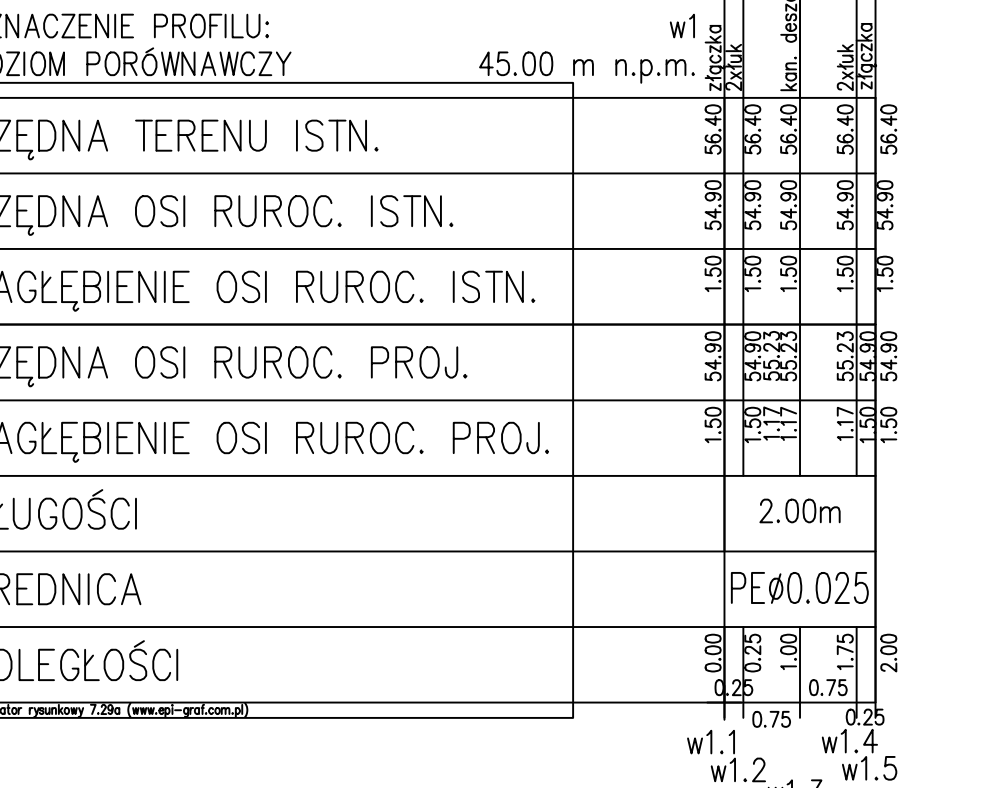 ZNACZENIE PROFILU: w1
OZIOM PORÓWNAWCZY 45.00 m n.p.m.
złączka
2xłuk
kan. desz
2xłuk
złączka
ZĘDNA TERENU ISTN. 56.40 56.40 56.40 56.40 56.40
ZĘDNA OSI RUROC. ISTN. 54.90 54.90 54.90 54.90 54.90
AGŁĘBIENIE OSI RUROC. ISTN. 1.50 1.50 1.50 1.50 1.50
ZĘDNA OSI RUROC. PROJ. 54.90 54.90 55.23 55.23 55.23 54.90 54.90
AGŁĘBIENIE OSI RUROC. PROJ. 1.50 1.50 1.17 1.17 1.17 1.50 1.50
ŁUGOŚCI 2.00m
REDNICA PEø0.025
OLEGŁOŚCI 0.00 0.25 1.00 1.75 2.00
0.25 0.75
ator rysunkowy 7.29a (www.epi-graf.com.pl)
0.75 0.25
w1.1 w1.4
w1.2 w1.5